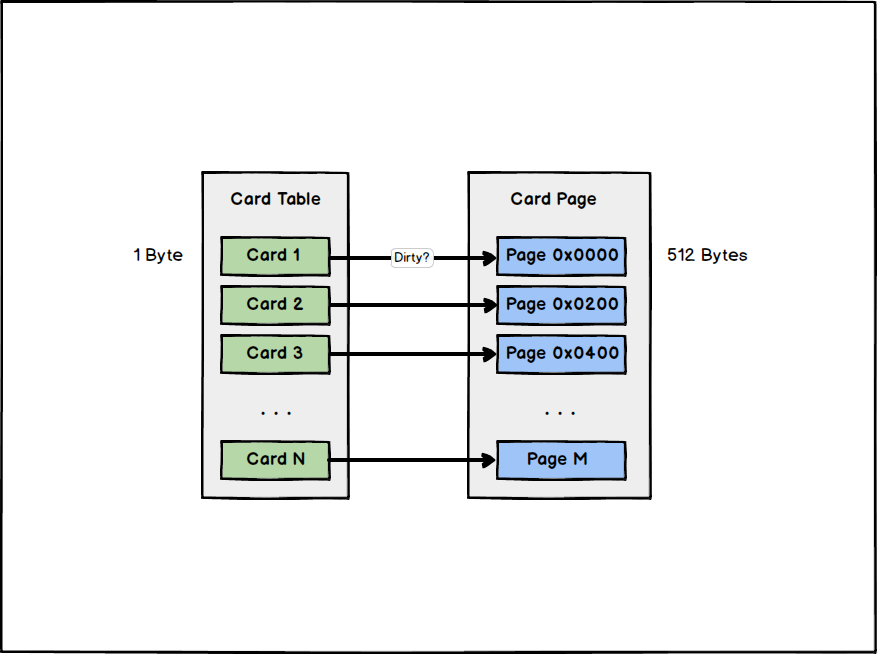 Card Table
Card Page
1 Byte
Card 1
Dirty?
Page 0x0000
512 Bytes
Card 2
Page 0x0200
Card 3
Page 0x0400
. . .
. . .
Card N
Page M